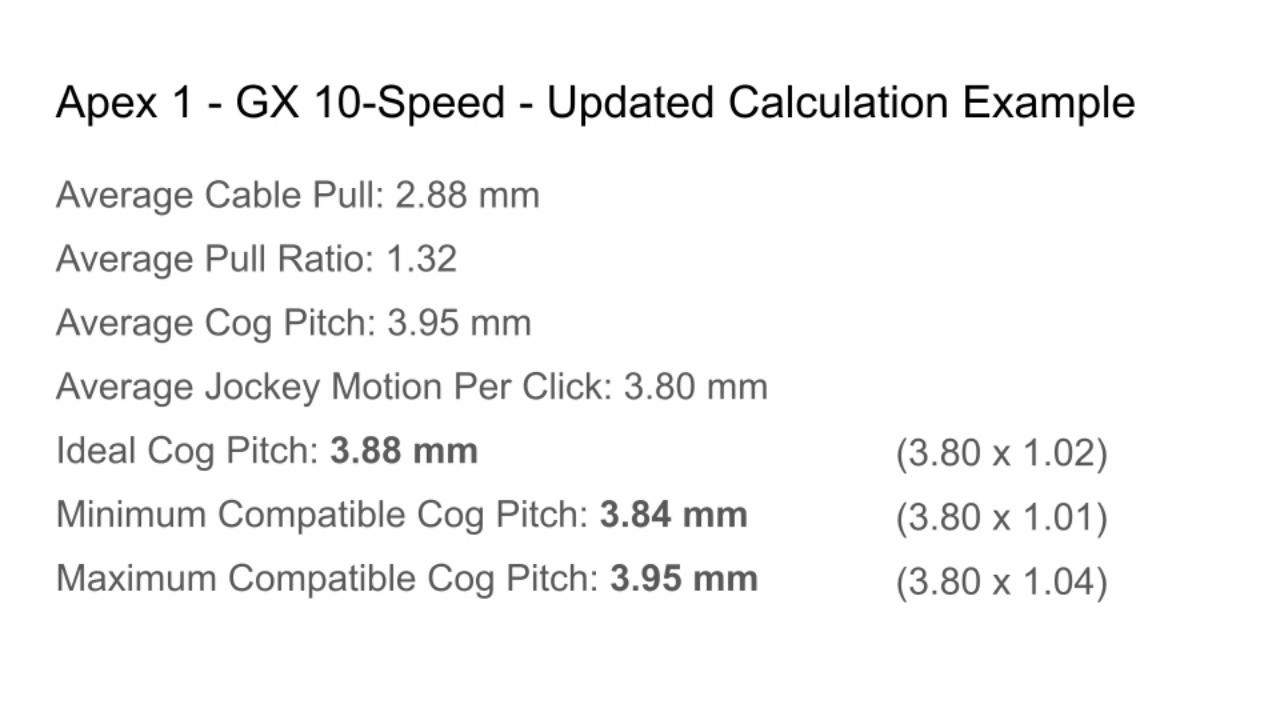 Apex 1 - GX 10-Speed - Updated Calculation Example
Average Cable Pull: 2.88 mm
Average Pull Ratio: 1.32
Average Cog Pitch: 3.95 mm
Average Jockey Motion Per Click: 3.80 mm
Ideal Cog Pitch: 3.88 mm (3.80 x 1.02)
Minimum Compatible Cog Pitch: 3.84 mm (3.80 x 1.01)
Maximum Compatible Cog Pitch: 3.95 mm (3.80 x 1.04)